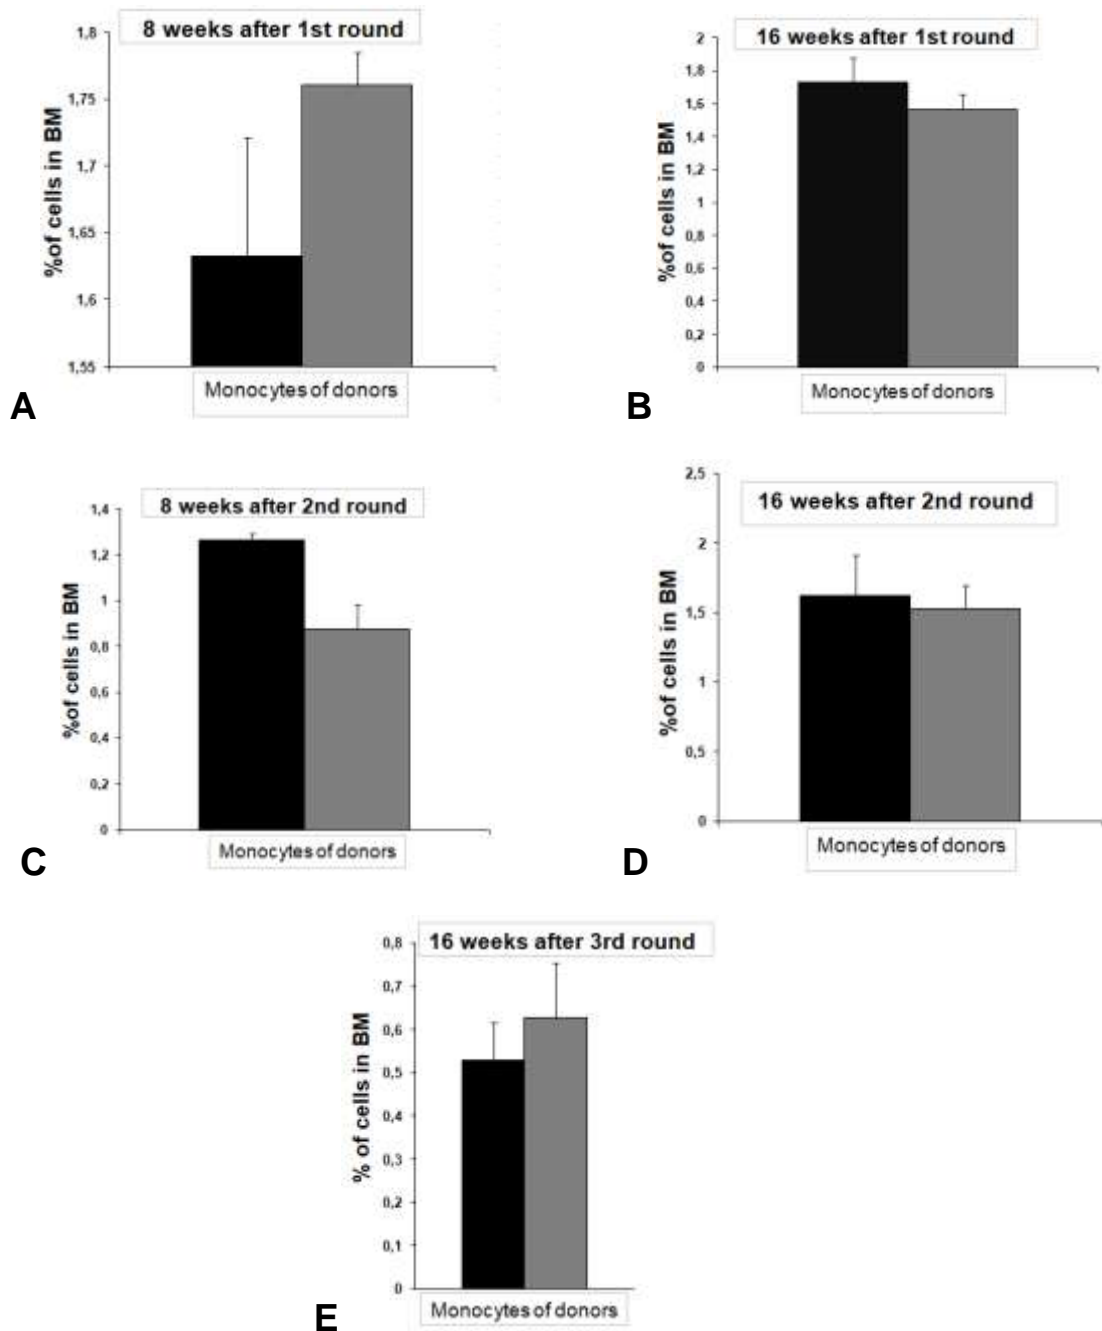 8 weeks after 1st round
1,8
1,75
1,7
1,65
1,6
1,55
%of cells in BM
Monocytes of donors
A
16 weeks after 1st round
2
1,8
1,6
1,4
1,2
1
0,8
0,6
0,4
0,2
0
%of cells in BM
Monocytes of donors
B
8 weeks after 2nd round
1,4
1,2
1
0,8
0,6
0,4
0,2
0
%of cells in BM
Monocytes of donors
C
16 weeks after 2nd round
2,5
2
1,5
1
0,5
0
%of cells in BM
Monocytes of donors
D
16 weeks after 3rd round
0,8
0,7
0,6
0,5
0,4
0,3
0,2
0,1
0
% of cells in BM
Monocytes of donors
E